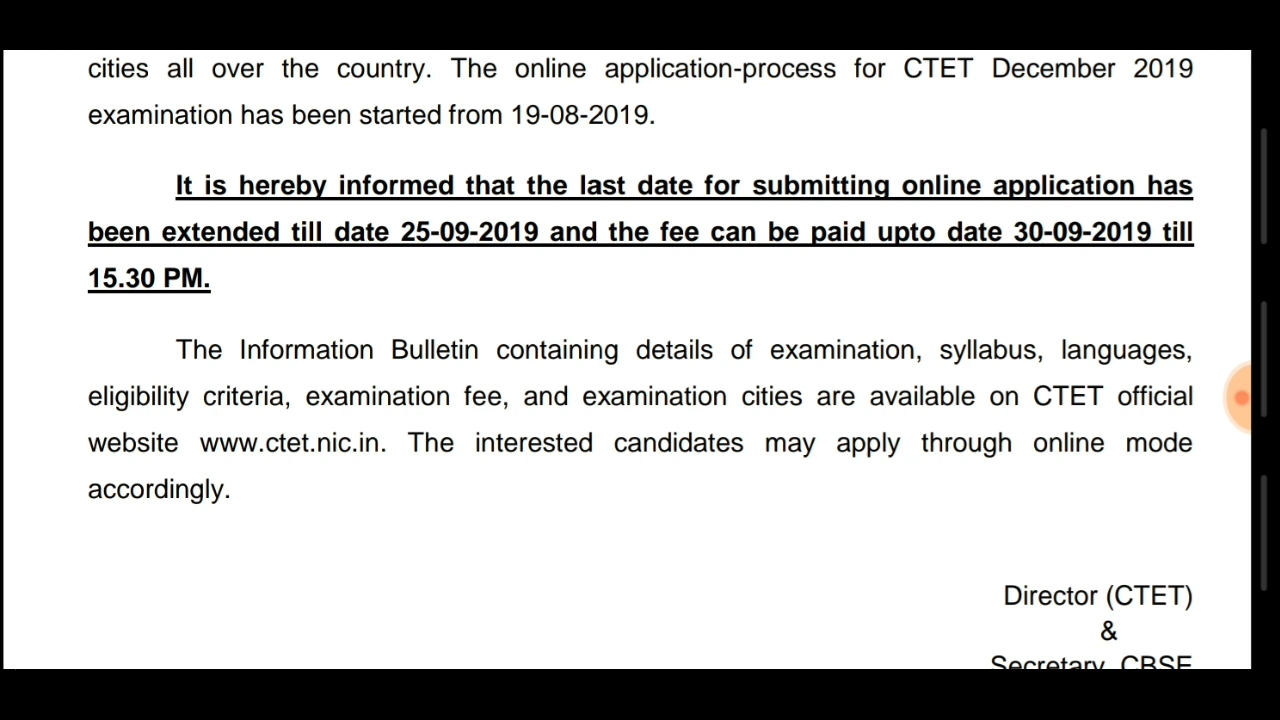 cities all over the country. The online application-process for CTET December 2019
examination has been started from 19-08-2019.
It is hereby informed that the last date for submitting online application has
been extended till date 25-09-2019 and the fee can be paid upto date 30-09-2019 till
15.30 PM.
The Information Bulletin containing details of examination, syllabus, languages,
eligibility criteria, examination fee, and examination cities are available on CTET official
website www.ctet.nic.in. The interested candidates may apply through online mode
accordingly.
Director (CTET)
&
Secretary, CBSE